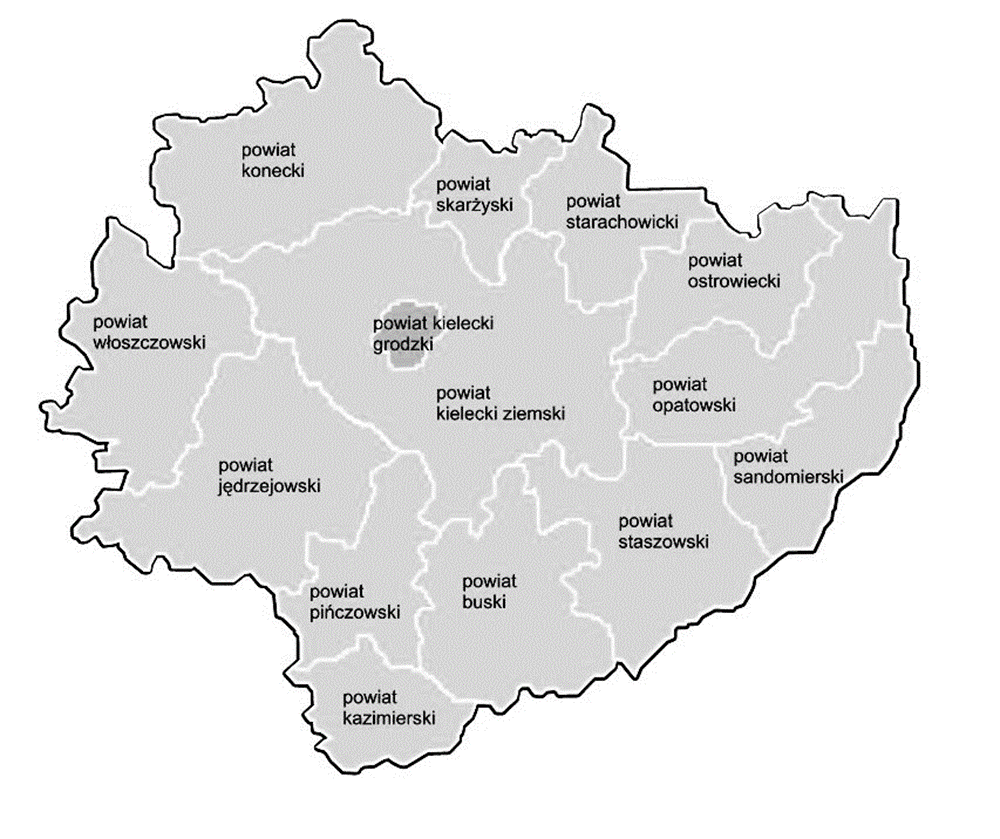 powiat
konecki
powiat
skarżyski
powiat
starachowicki
powiat
ostrowiecki
powiat
włoszczowski
powiat kielecki
grodzki
powiat
kielecki ziemski
powiat
opatowski
powiat
jędrzejowski
powiat
sandomierski
powiat
staszowski
powiat
pińczowski
powiat
buski
powiat
kazimierski